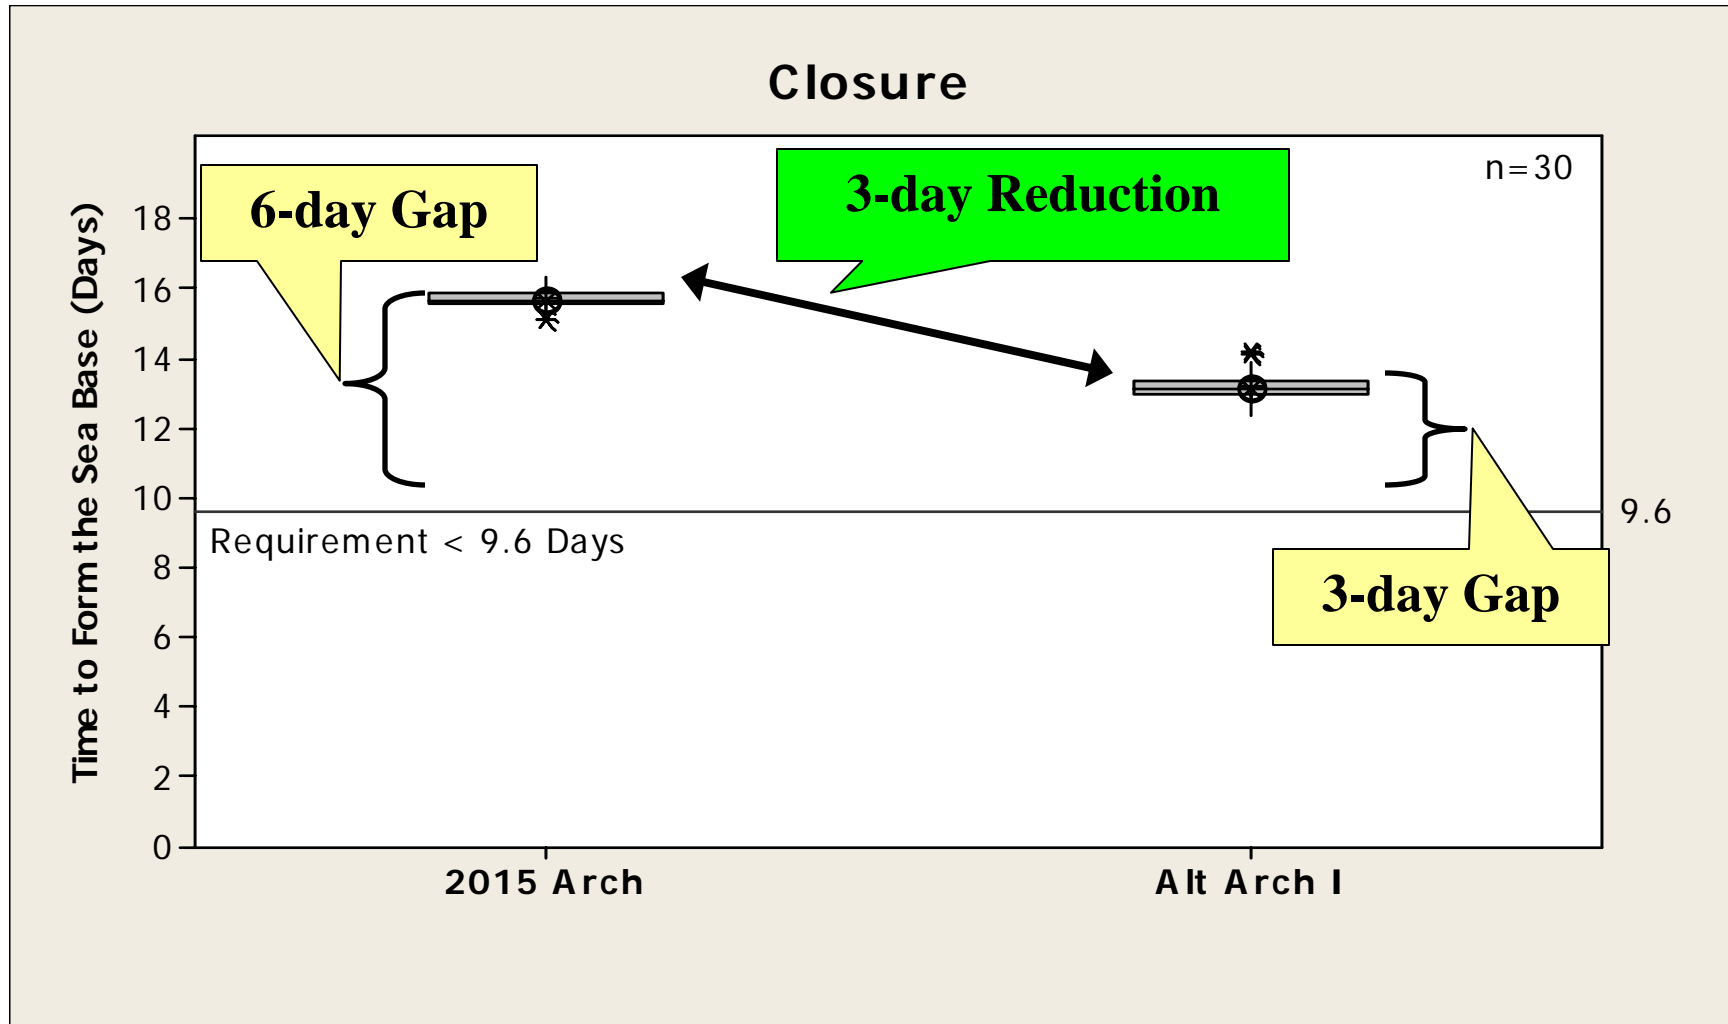 Closure
n=30
6-day Gap
3-day Reduction
Time to Form the Sea Base (Days)
18
16
14
12
10
8
6
4
2
0
9.6
Requirement < 9.6 Days
3-day Gap
2015 Arch
Alt Arch I